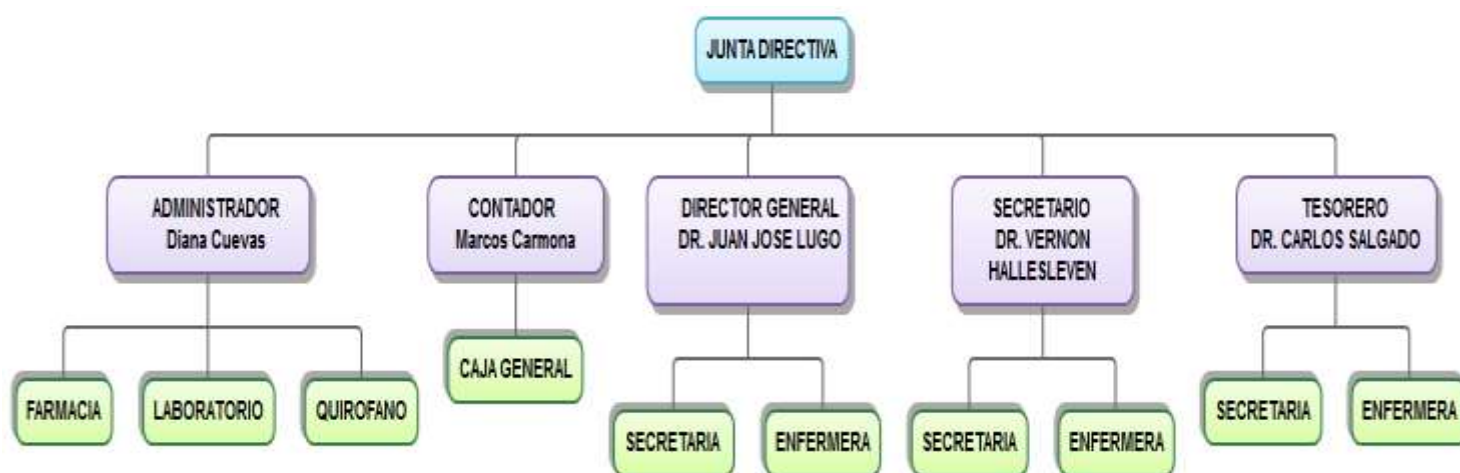 JUNTA DIRECTIVA
ADMINISTRADOR
Diana Cuevas
CONTADOR
Marcos Carmona
DIRECTOR GENERAL
DR. JUAN JOSE LUGO
SECRETARIO
DR. VERNON
HALLESLEVEN
TESORERO
DR. CARLOS SALGADO
FARMACIA
LABORATORIO
QUIROFANO
CAJA GENERAL
SECRETARIA
ENFERMERA
SECRETARIA
ENFERMERA
SECRETARIA
ENFERMERA